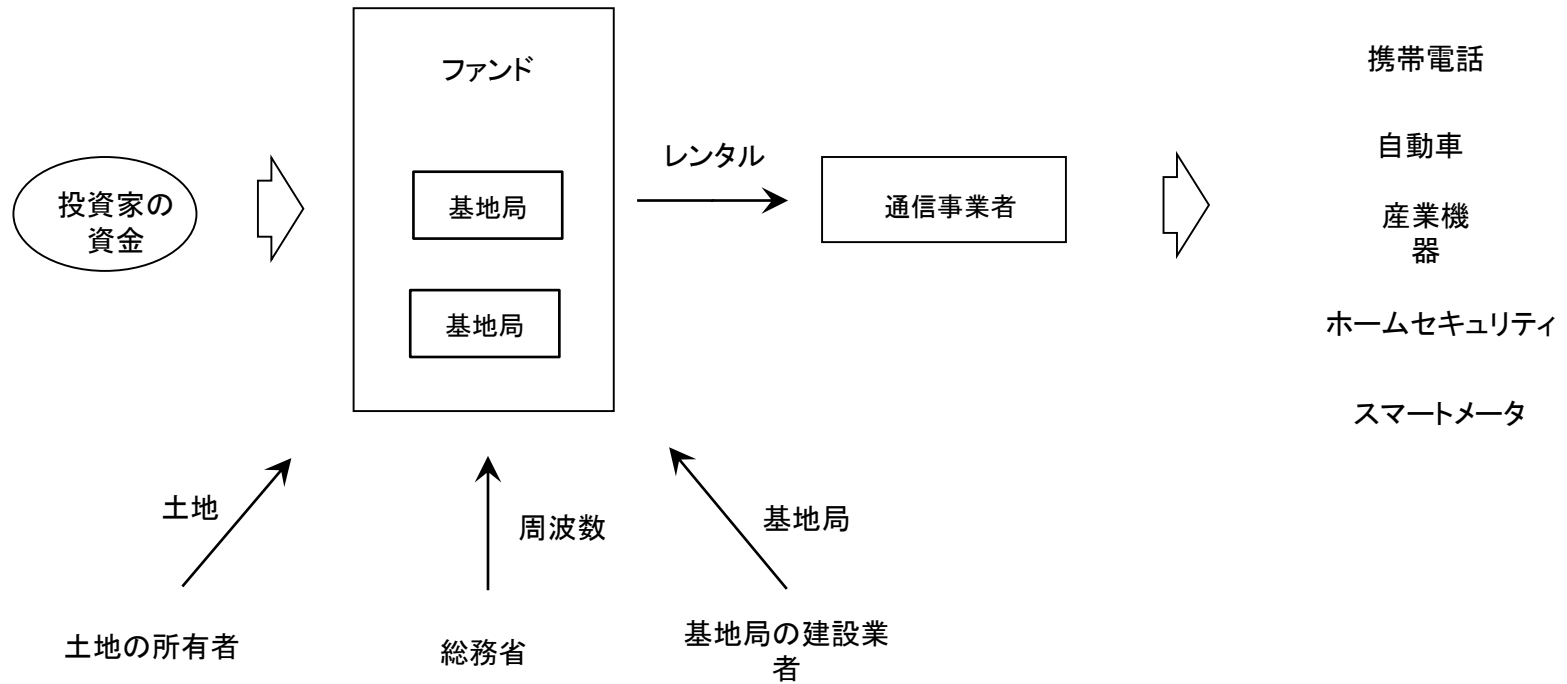 ファンド
投資家の
資金
基地局
基地局
レンタル
通信事業者
携帯電話
自動車
産業機
器
ホームセキュリティ
スマートメータ
土地
周波数
基地局
土地の所有者
総務省
基地局の建設業
者